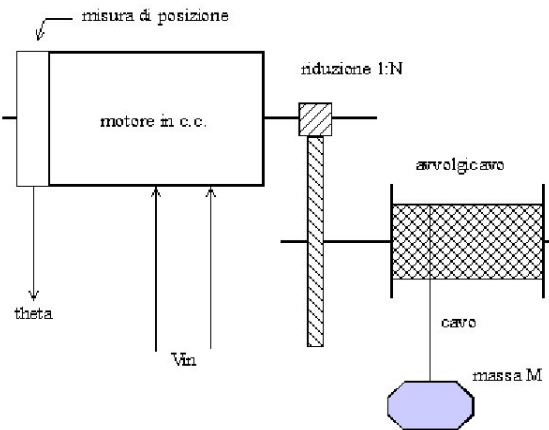 misura di posizione
riduzione 1:N
motore in c.c.
avvolgicavo
theta
cavo
Vin
massa M